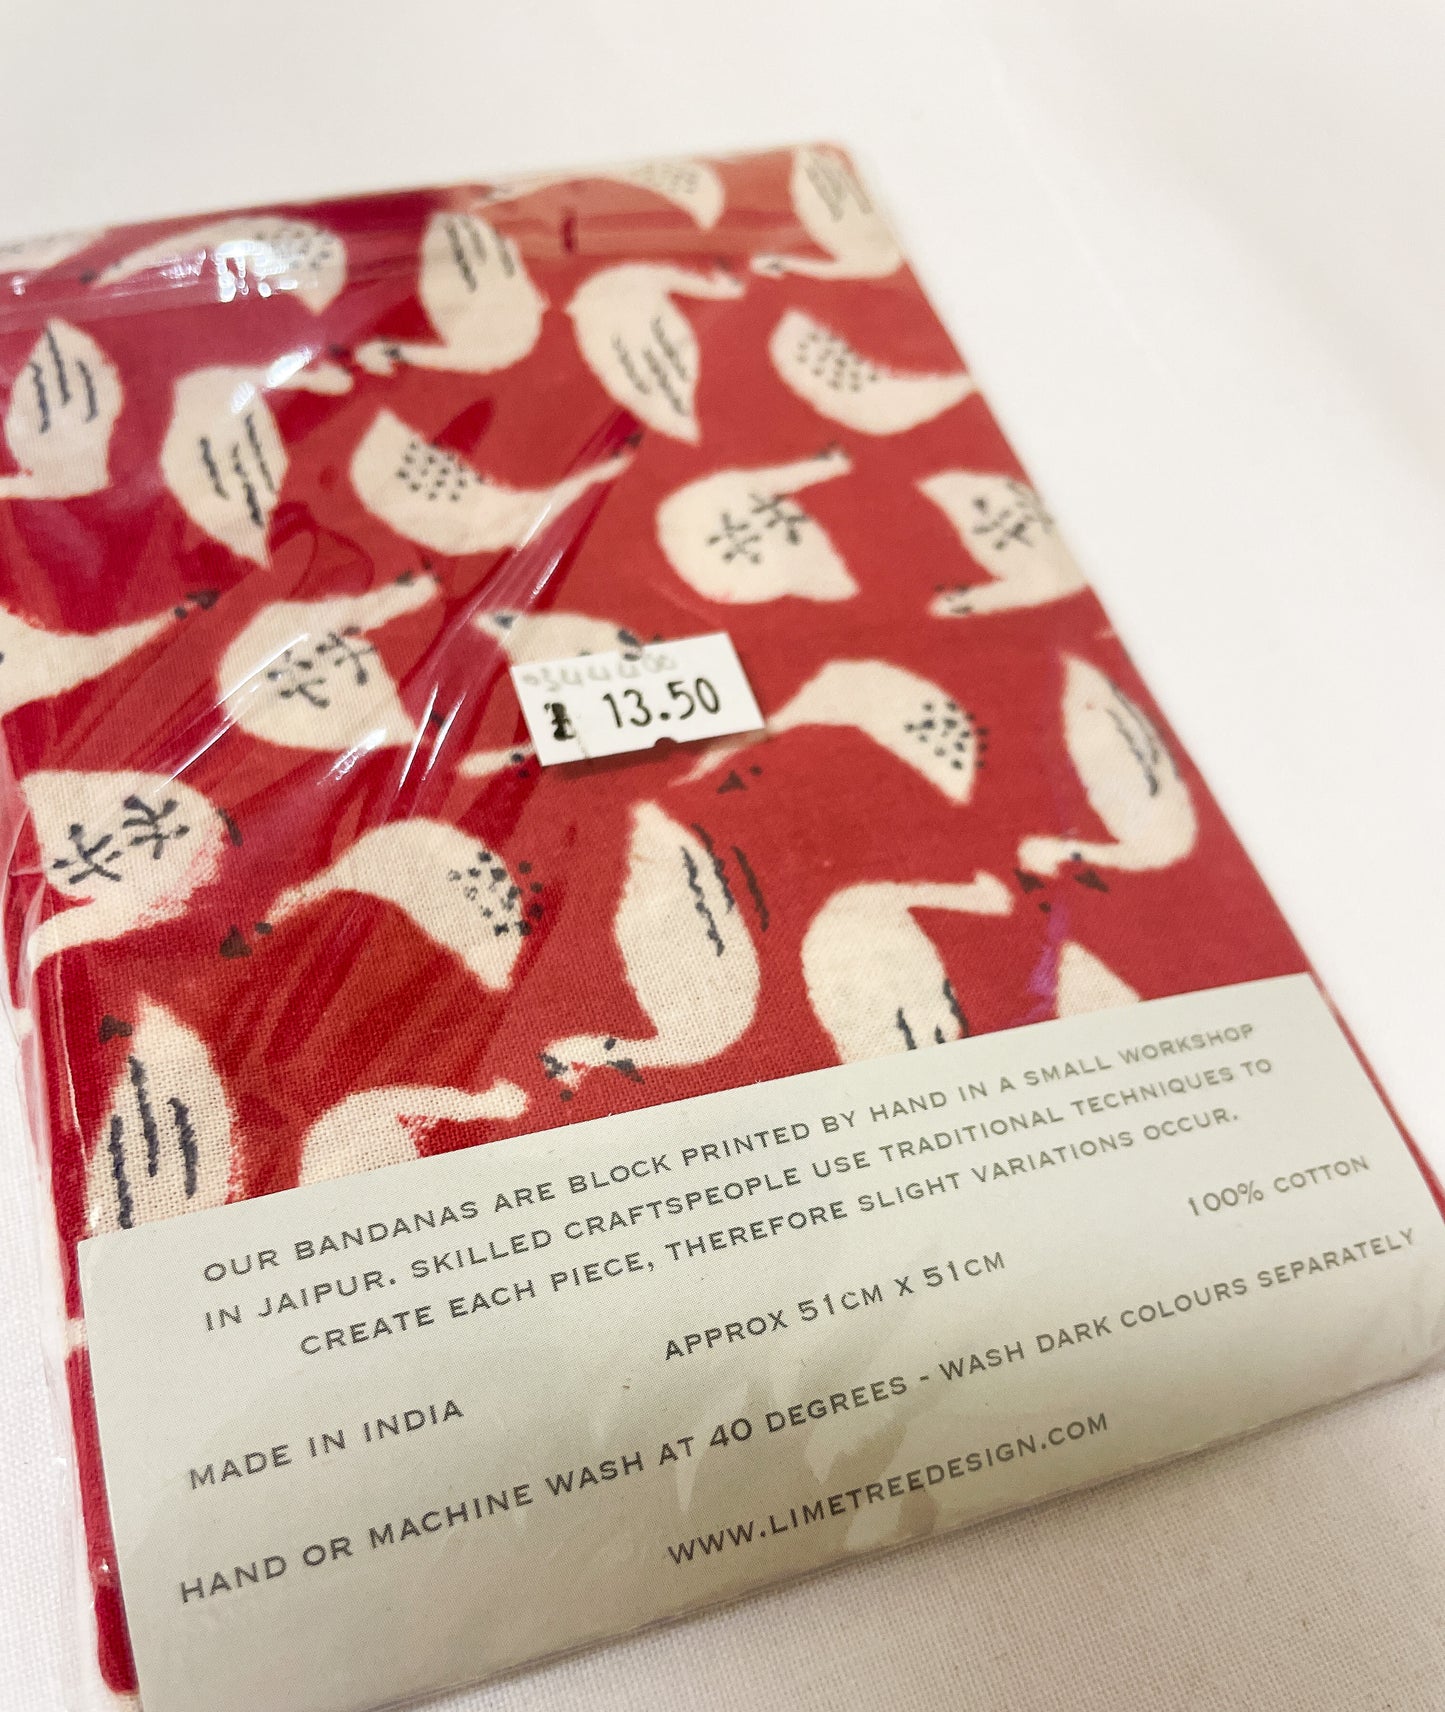 13.50
OUR BANDANAS ARE BLOCK PRINTED BY HAND IN A SMALL WORKSHOP
IN JAIPUR. SKILLED CRAFTSPEOPLE USE TRADITIONAL TECHNIQUES TO
CREATE EACH PIECE, THEREFORE SLIGHT VARIATIONS OCCUR.
MADE IN INDIA APPROX 51CM X 51CM 100% COTTON
HAND OR MACHINE WASH AT 40 DEGREES - WASH DARK COLOURS SEPARATELY
WWW.LIMETREEDESIGN.COM